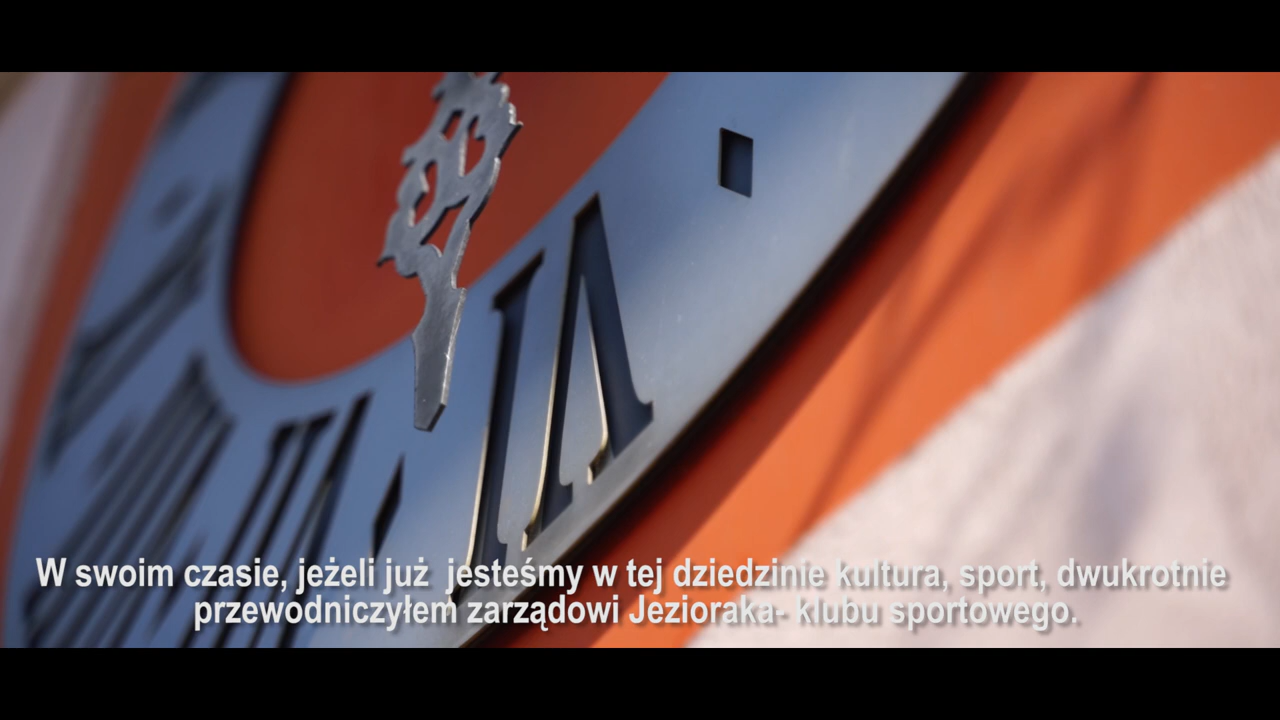 W swoim czasie, jeżeli już  jesteśmy w tej dziedzinie kultura, sport, dwukrotnie
przewodniczyłem zarządowi Jezioraka- klubu sportowego.